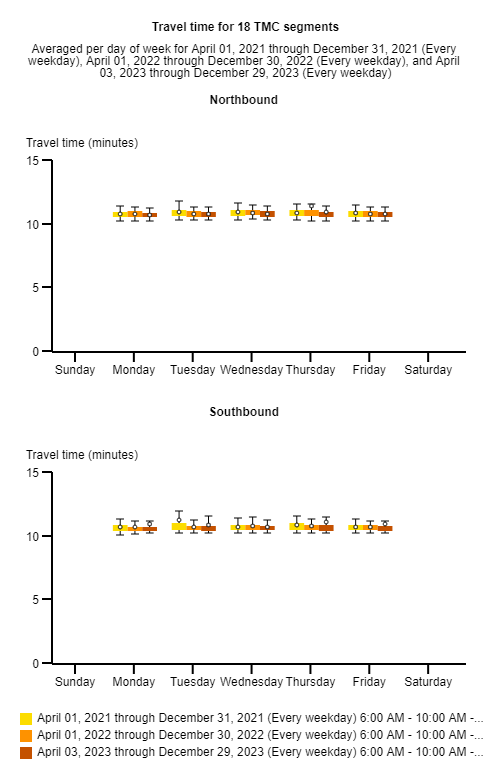 Travel time for 18 TMC segments
Averaged per day of week for April 01, 2021 through December 31, 2021 (Every
weekday), April 01, 2022 through December 30, 2022 (Every weekday), and April
03, 2023 through December 29, 2023 (Every weekday)
Northbound
Travel time (minutes)
15
10
5
0
Sunday Monday Tuesday Wednesday Thursday Friday Saturday
Southbound
Travel time (minutes)
15
10
5
0
Sunday Monday Tuesday Wednesday Thursday Friday Saturday
April 01, 2021 through December 31, 2021 (Every weekday) 6:00 AM - 10:00 AM -...
April 01, 2022 through December 30, 2022 (Every weekday) 6:00 AM - 10:00 AM -...
April 03, 2023 through December 29, 2023 (Every weekday) 6:00 AM - 10:00 AM -...